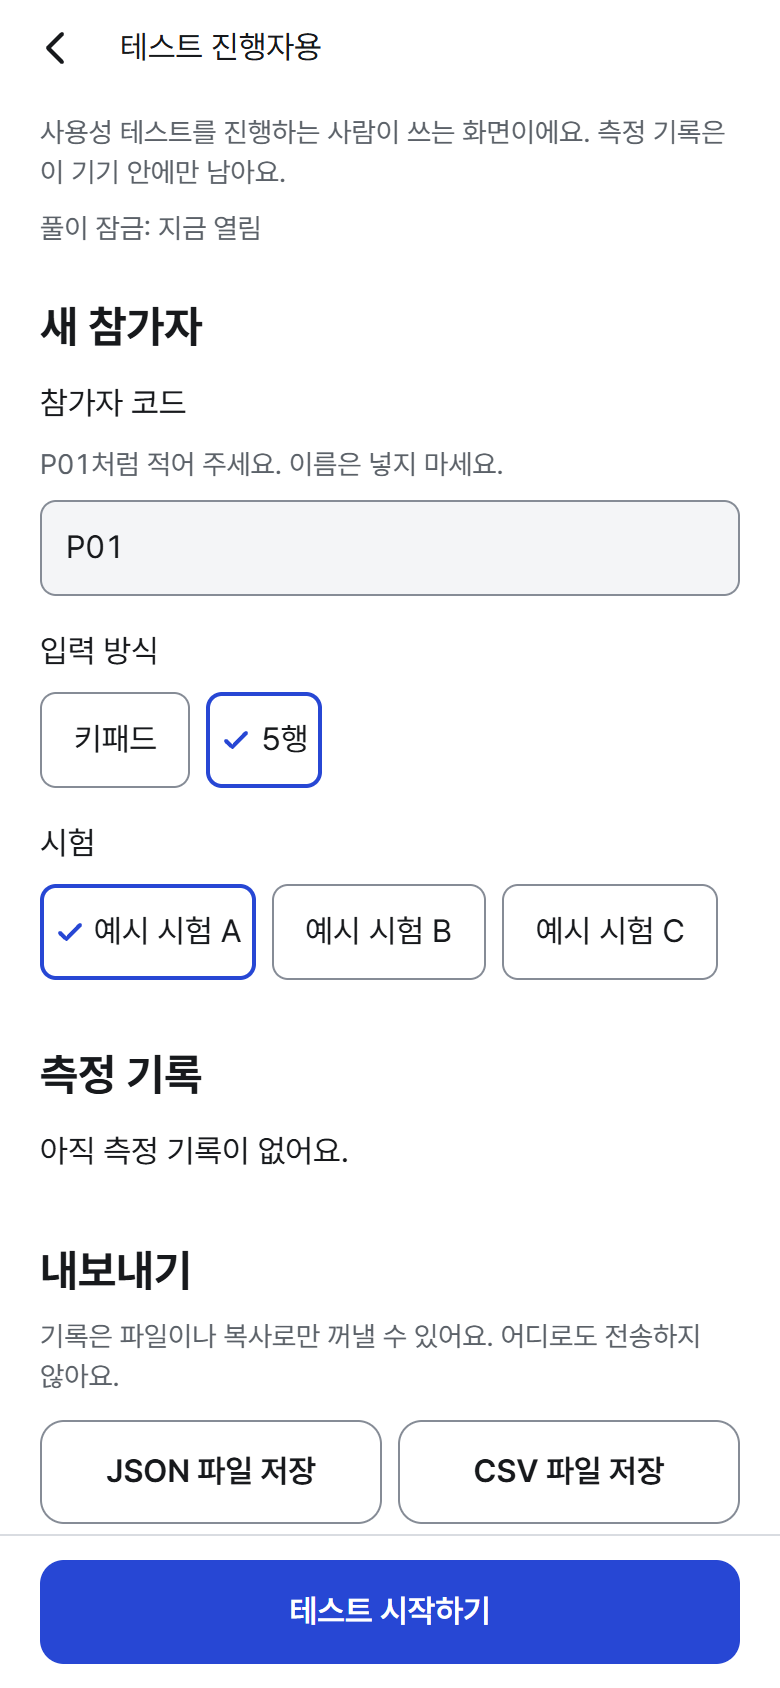 테스트 진행자용
사용성 테스트를 진행하는 사람이 쓰는 화면이에요. 측정 기록은
이 기기 안에만 남아요.
풀이 잠금: 지금 열림
새 참가자
참가자 코드
P01처럼 적어 주세요. 이름은 넣지 마세요.
P01
입력 방식
키패드
5행
시험
예시 시험 A
예시 시험 B
예시 시험 C
측정 기록
아직 측정 기록이 없어요.
내보내기
기록은 파일이나 복사로만 꺼낼 수 있어요. 어디로도 전송하지
않아요.
JSON 파일 저장
CSV 파일 저장
테스트 시작하기